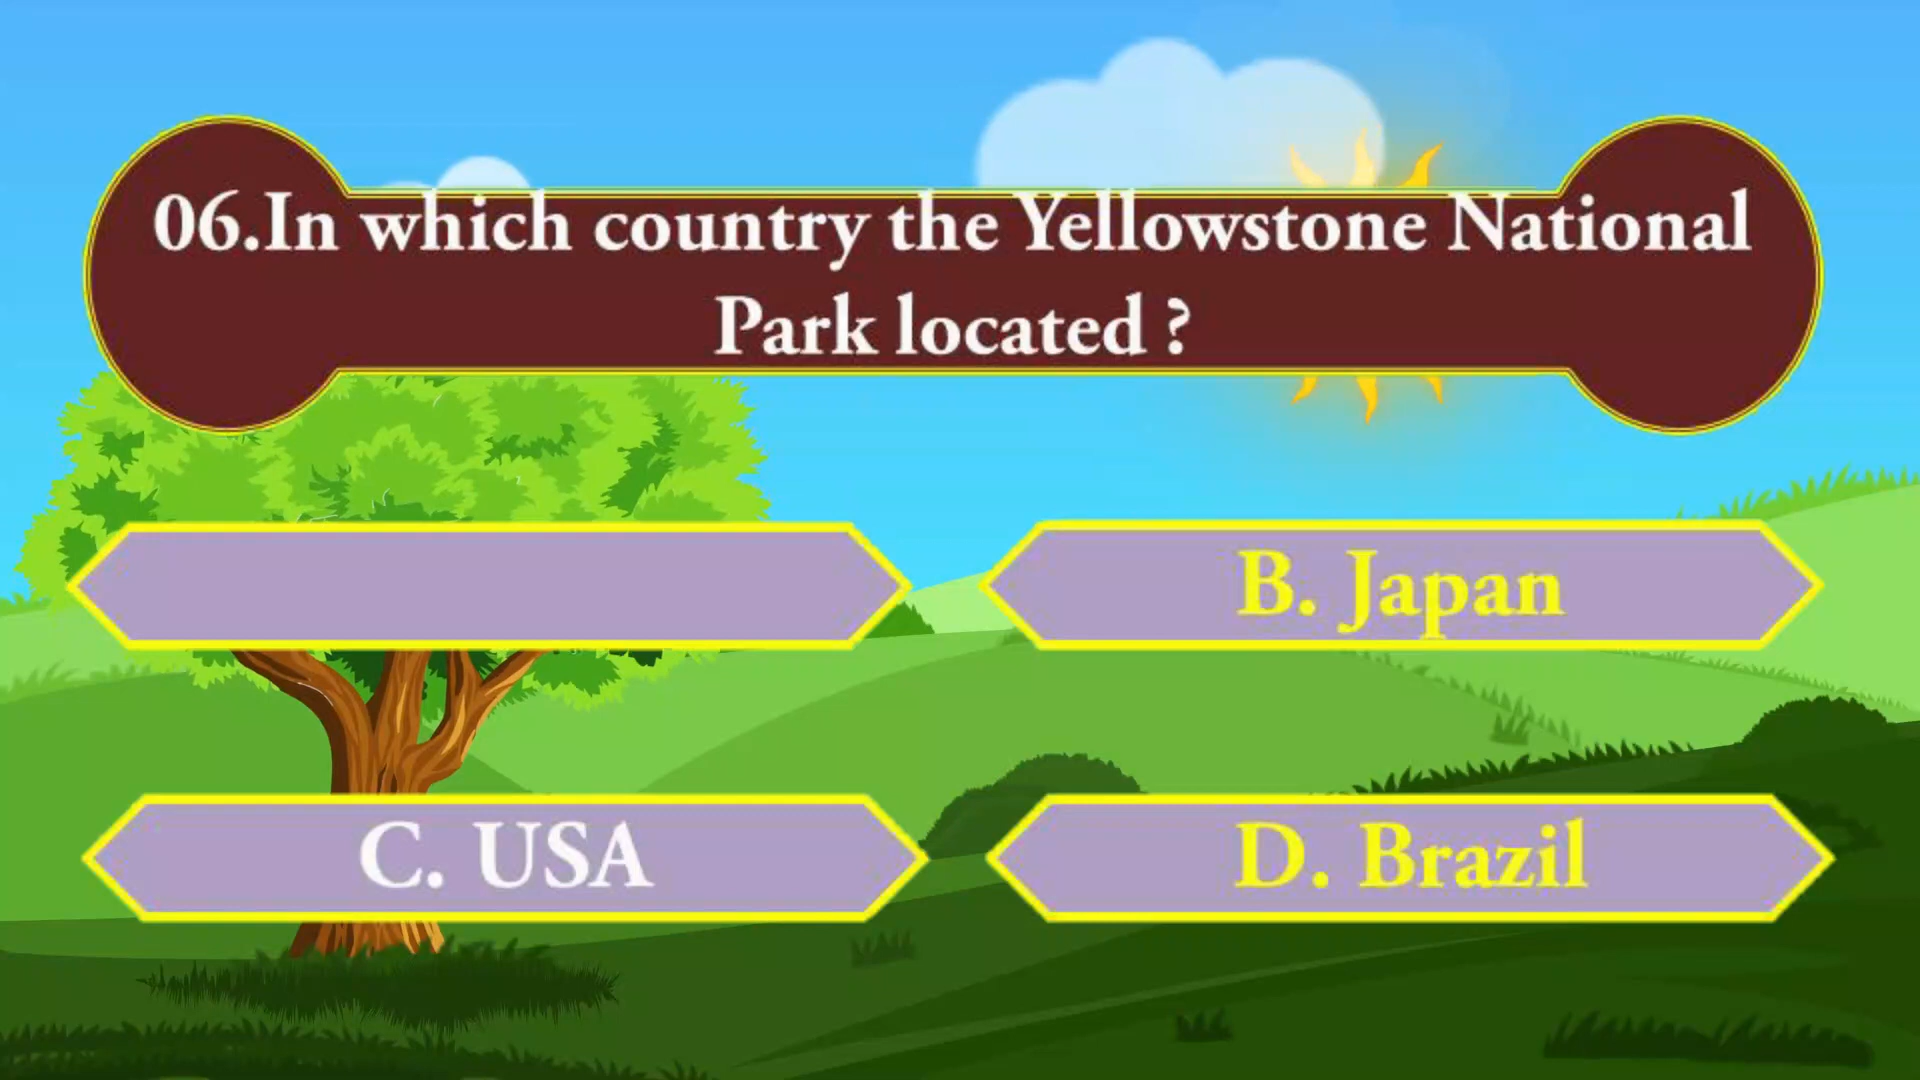 06.In which country the Yellowstone National
Park located ?
B. Japan
C. USA
D. Brazil